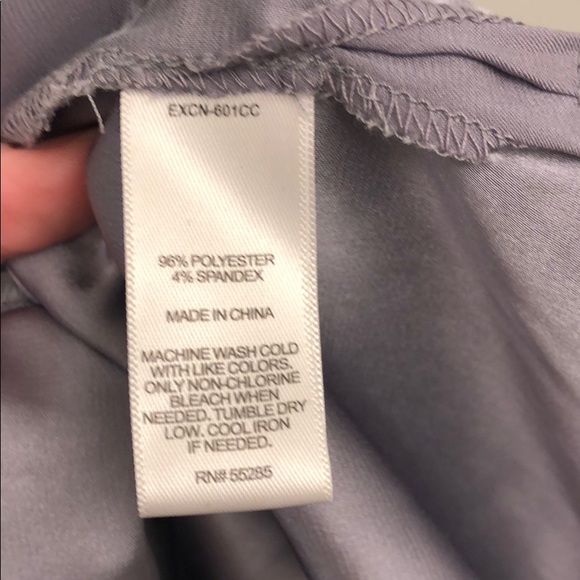 EXCN-601CC
96% POLYESTER
4% SPANDEX
MADE IN CHINA
MACHINE WASH COLD
WITH LIKE COLORS.
ONLY NON-CHLORINE
BLEACH WHEN
NEEDED. TUMBLE DRY
LOW. COOL IRON
IF NEEDED.
RN# 55285